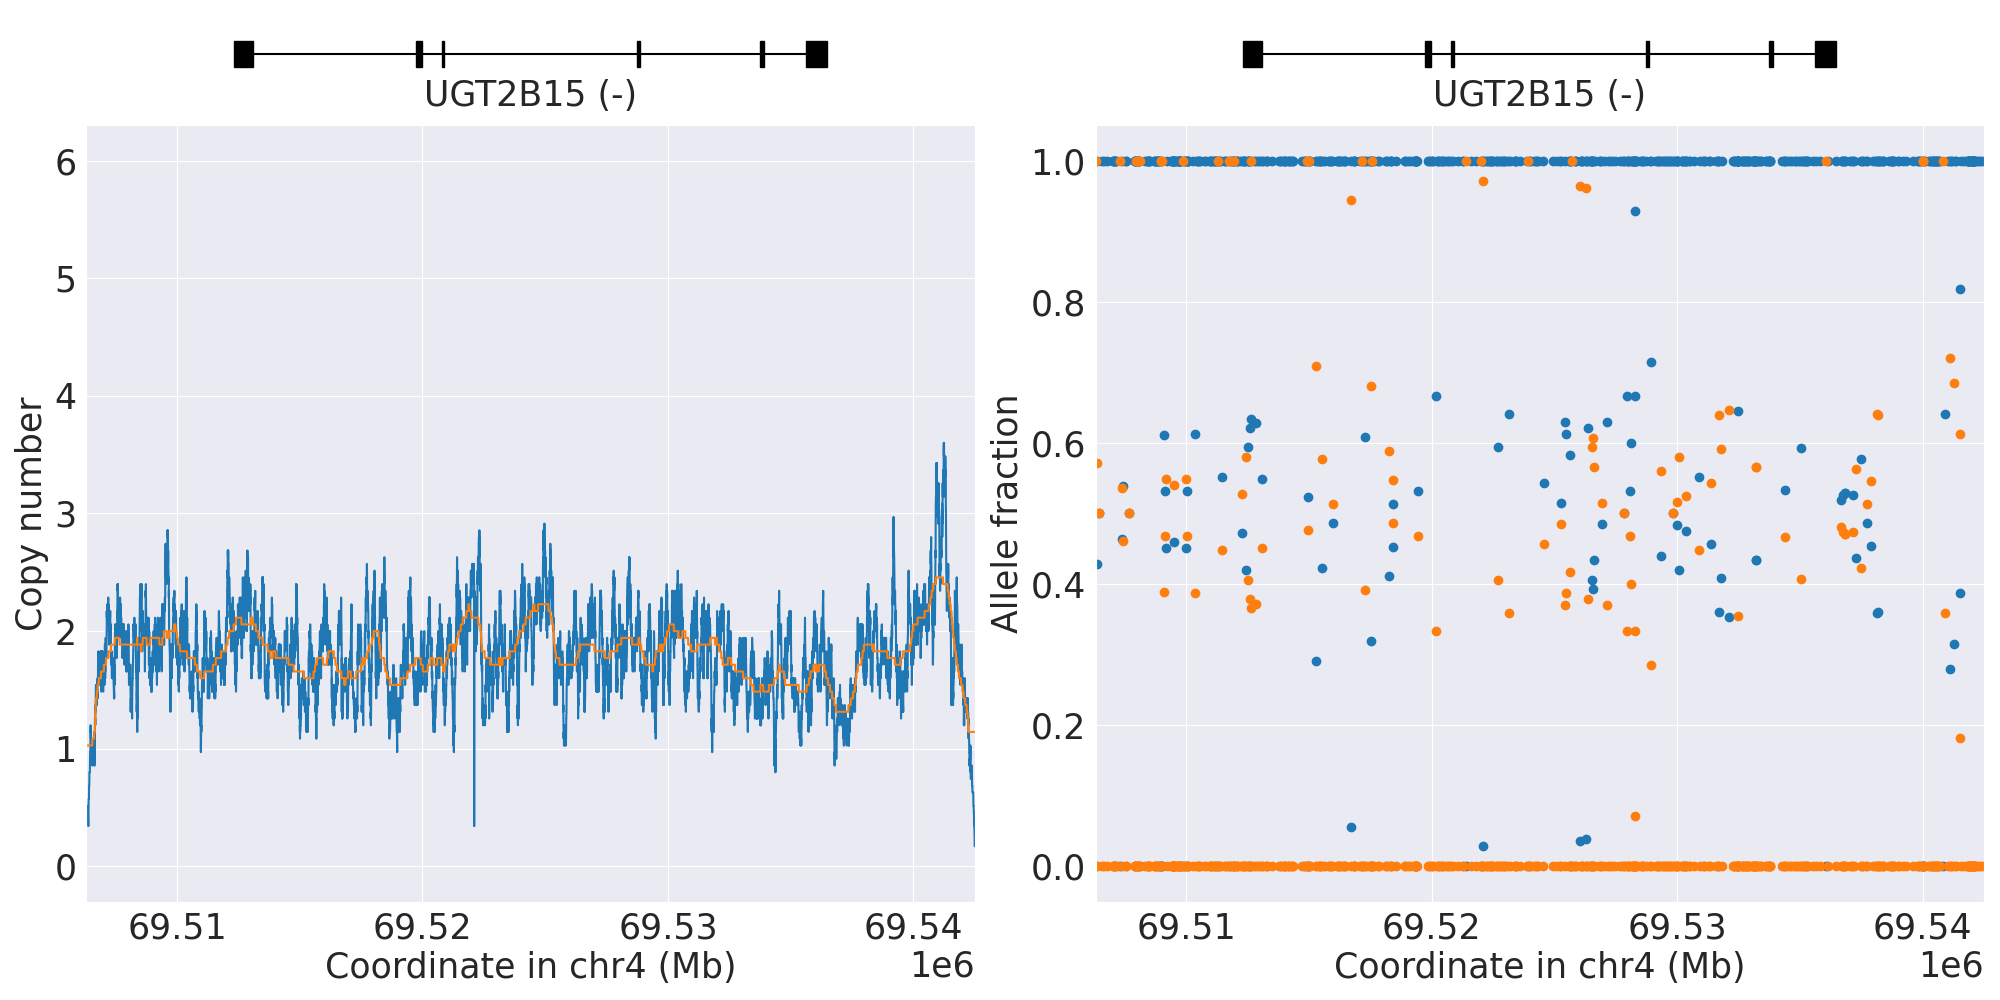 UGT2B15 (-)
UGT2B15 (-)
Copy number
6
5
4
3
2
1
0
69.51 69.52 69.53 69.54
Coordinate in chr4 (Mb) 1e6
Allele fraction
1.0
0.8
0.6
0.4
0.2
0.0
69.51 69.52 69.53 69.54
Coordinate in chr4 (Mb) 1e6